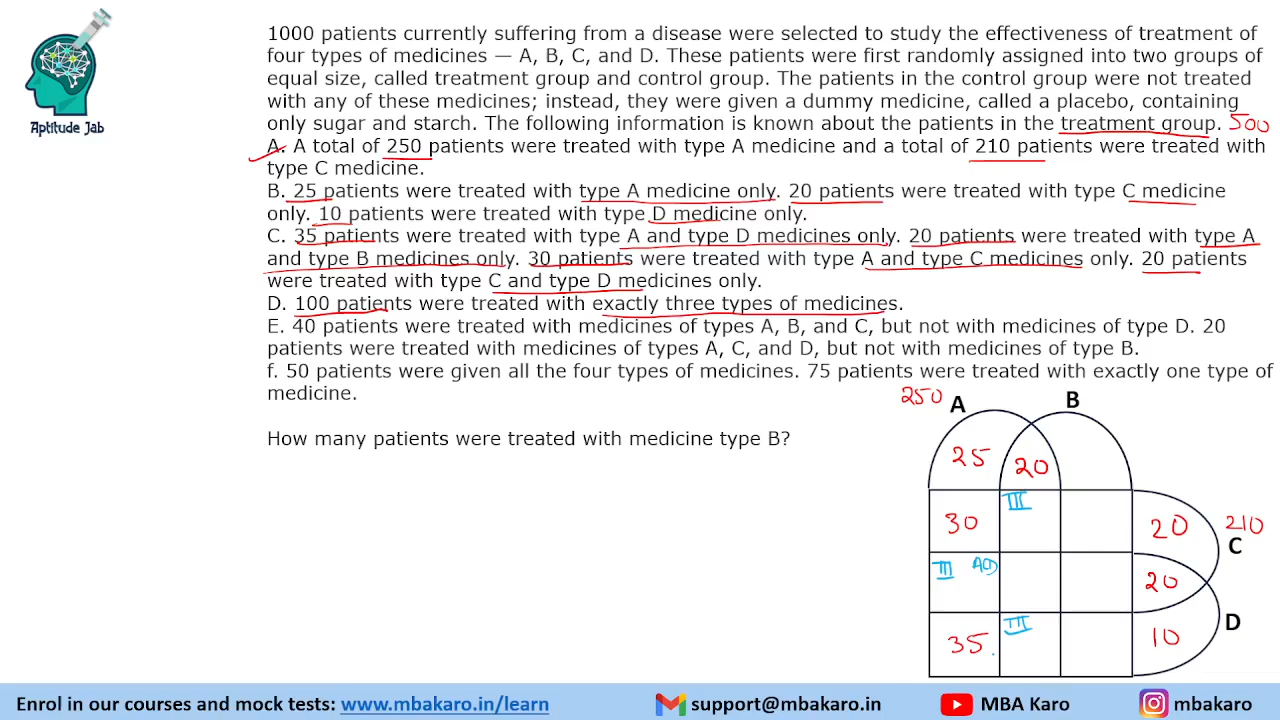 1000 patients currently suffering from a disease were selected to study the effectiveness of treatment of
four types of medicines — A, B, C, and D. These patients were first randomly assigned into two groups of
equal size, called treatment group and control group. The patients in the control group were not treated
with any of these medicines; instead, they were given a dummy medicine, called a placebo, containing
only sugar and starch. The following information is known about the patients in the treatment group. 500
Aptitude Jab
A. A total of 250 patients were treated with type A medicine and a total of 210 patients were treated with
type C medicine.
B. 25 patients were treated with type A medicine only. 20 patients were treated with type C medicine
only. 10 patients were treated with type D medicine only.
C. 35 patients were treated with type A and type D medicines only. 20 patients were treated with type A
and type B medicines only. 30 patients were treated with type A and type C medicines only. 20 patients
were treated with type C and type D medicines only.
D. 100 patients were treated with exactly three types of medicines.
E. 40 patients were treated with medicines of types A, B, and C, but not with medicines of type D. 20
patients were treated with medicines of types A, C, and D, but not with medicines of type B.
f. 50 patients were given all the four types of medicines. 75 patients were treated with exactly one type of
medicine.
How many patients were treated with medicine type B?
250 A B
25 20
III
30 20 210
C
III ACD
20
III
35 10 D
Enrol in our courses and mock tests: www.mbakaro.in/learn support@mbakaro.in MBA Karo mbakaro